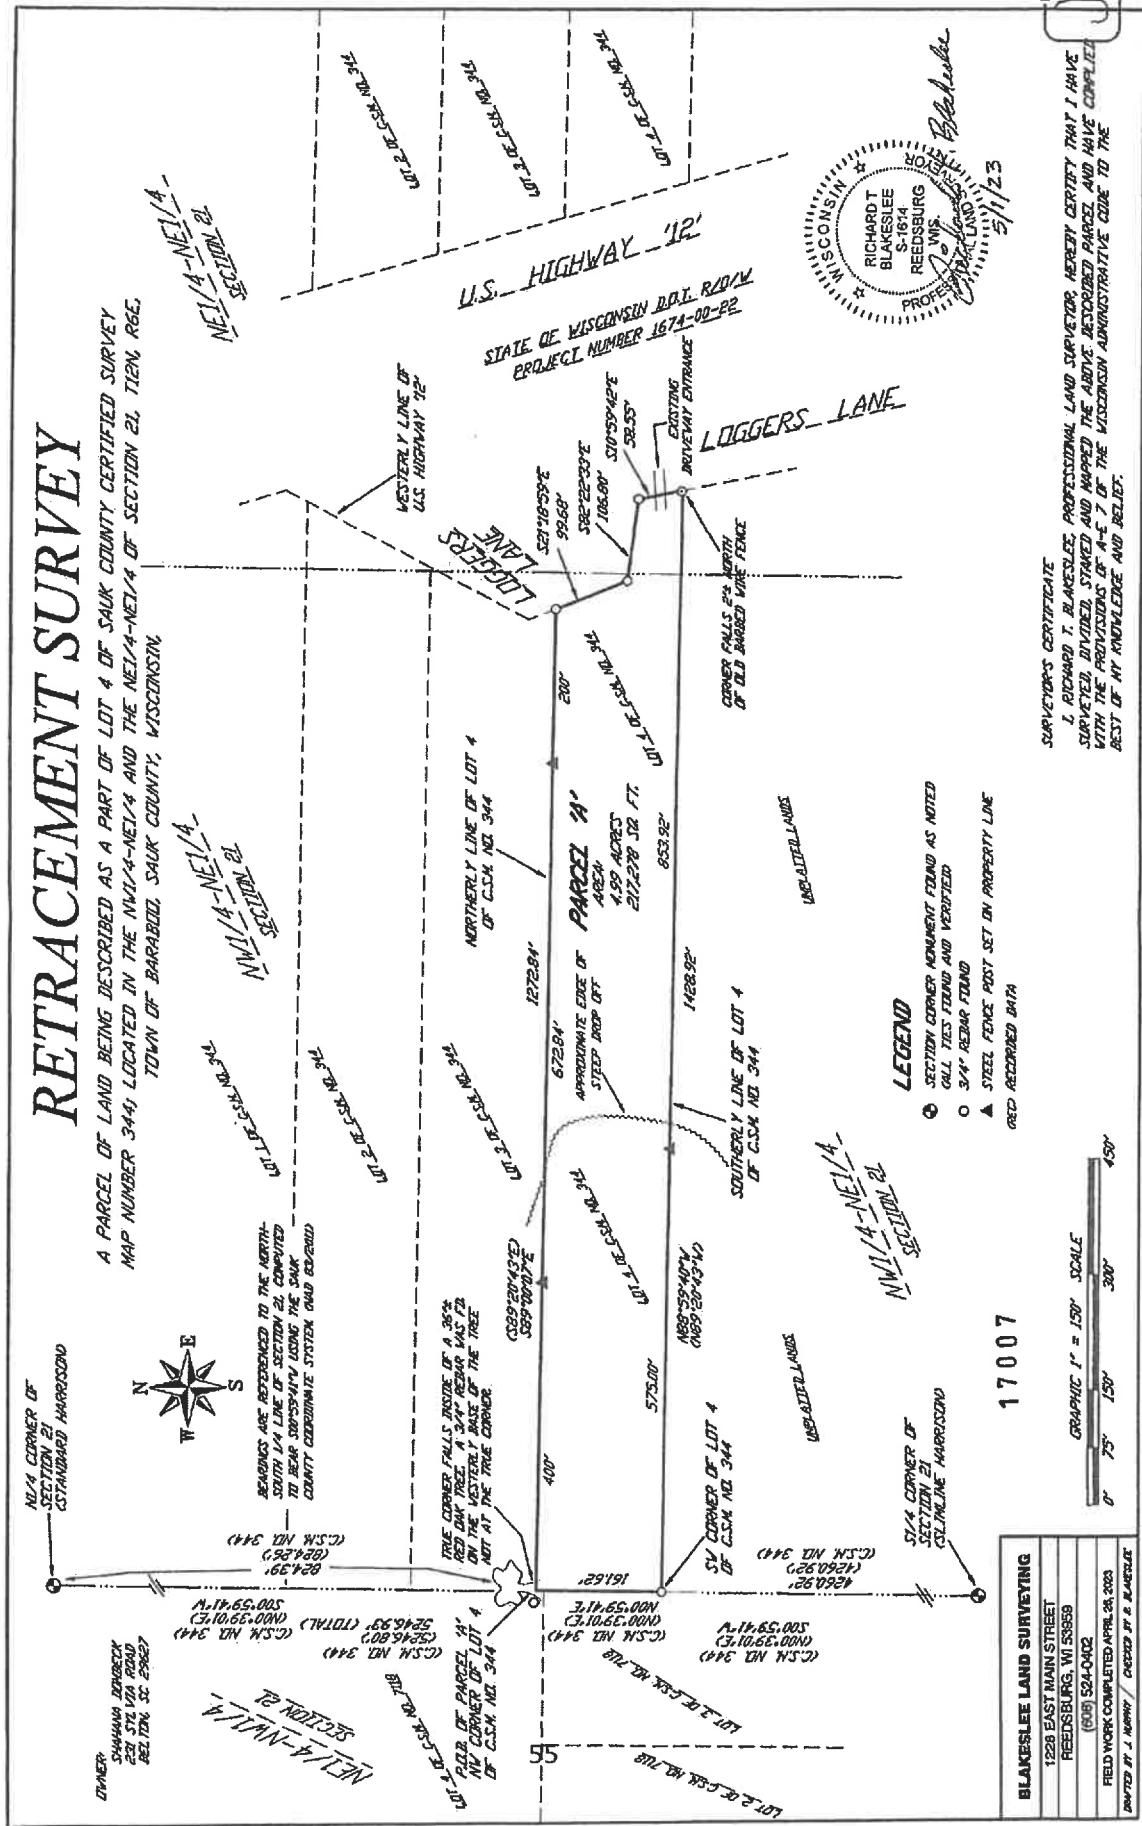 RETRACEMENT SURVEY
A PARCEL OF LAND BEING DESCRIBED AS A PART OF LOT 4 OF SAUK COUNTY CERTIFIED SURVEY
MAP NUMBER 344; LOCATED IN THE NW1/4-NE1/4 AND THE NE1/4-NE1/4 OF SECTION 21, T12N, R6E,
TOWN OF BARABOO, SAUK COUNTY, WISCONSIN.
N1/4 CORNER OF
SECTION 21
(STANDARD HARRISON)
OWNER:
231 SYLVIA ROAD
BELTON, SC 29627
N
W
E
S
BEARINGS ARE REFERENCED TO THE NORTH-
SOUTH 1/4 LINE OF SECTION 21, COMPUTED
TO BEAR S00°59'41"W USING THE SAUK
COUNTY COORDINATE SYSTEM, (NAD 83/2011)
NE1/4-NW1/4
SECTION 21
NW1/4-NE1/4
SECTION 21
NE1/4-NE1/4
SECTION 21
LOT 1 OF C.S.M. NO. 344
LOT 2 OF C.S.M. NO. 344
LOT 3 OF C.S.M. NO. 344
LOT 2 OF C.S.M. NO. 344
LOT 3 OF C.S.M. NO. 344
LOT 4 OF C.S.M. NO. 344
824.39'
(824.26')
(C.S.M. NO. 344)
S00°59'41"W
(N00°39'01"E)
(C.S.M. NO. 344)
5246.93' (TOTAL)
(5246.80')
(C.S.M. NO. 344)
TRUE CORNER FALLS INSIDE OF A 36"±
RED OAK TREE. A 3/4" REBAR WAS FD.
ON THE WESTERLY BASE OF THE TREE
NOT AT THE TRUE CORNER.
P.O.B. OF PARCEL 'A'
NW CORNER OF LOT 4
OF C.S.M. NO. 344
LOT 4 OF C.S.M. NO. 7118
LOT 3 OF C.S.M. NO. 7118
LOT 2 OF C.S.M. NO. 7118
55
(S89°20'43"E)
S89°00'07"E
400'
672.84'
1272.84'
200'
NORTHERLY LINE OF LOT 4
OF C.S.M. NO. 344
WESTERLY LINE OF
U.S. HIGHWAY '12'
U.S. HIGHWAY '12'
STATE OF WISCONSIN D.O.T. R/O/W
PROJECT NUMBER 1674-00-22
LOGGERS
LANE
S21°18'59"E
99.68'
S82°22'33"E
106.80'
S10°59'42"E
58.55'
EXISTING
DRIVEWAY ENTRANCE
LOGGERS LANE
PARCEL 'A'
AREA:
4.99 ACRES
217,278 SQ. FT.
APPROXIMATE EDGE OF
STEEP DROP OFF
LOT 4 OF C.S.M. NO. 344
LOT 4 OF C.S.M. NO. 344
161.62'
N00°59'41"E
(N00°39'01"E)
(C.S.M. NO. 344)
N88°59'40"W
(N89°20'43"W)
575.00'
853.92'
1428.92'
CORNER FALLS 2'± NORTH
OF OLD BARBED WIRE FENCE
SOUTHERLY LINE OF LOT 4
OF C.S.M. NO. 344
SW CORNER OF LOT 4
OF C.S.M. NO. 344
4260.92'
(4260.92')
(C.S.M. NO. 344)
S00°59'41"W
(N00°39'01"E)
(C.S.M. NO. 344)
UNPLATTED LANDS
UNPLATTED LANDS
NW1/4-NE1/4
SECTION 21
S1/4 CORNER OF
SECTION 21
(SLIMLINE HARRISON)
LEGEND
SECTION CORNER MONUMENT FOUND AS NOTED
(ALL TIES FOUND AND VERIFIED)
3/4" REBAR FOUND
STEEL FENCE POST SET ON PROPERTY LINE
(REC) RECORDED DATA
17007
GRAPHIC 1" = 150' SCALE
0' 75' 150' 300' 450'
WISCONSIN
RICHARD T
BLAKESLEE
S-1614
REEDSBURG
WIS.
PROFESSIONAL LAND SURVEYOR
5/1/23
SURVEYOR'S CERTIFICATE
I, RICHARD T. BLAKESLEE, PROFESSIONAL LAND SURVEYOR, HEREBY CERTIFY THAT I HAVE
SURVEYED, DIVIDED, STAKED AND MAPPED THE ABOVE DESCRIBED PARCEL AND HAVE COMPLIED
WITH THE PROVISIONS OF A-E 7 OF THE WISCONSIN ADMINISTRATIVE CODE TO THE
BEST OF MY KNOWLEDGE AND BELIEF.
BLAKESLEE LAND SURVEYING
1228 EAST MAIN STREET
REEDSBURG, WI 53959
(608) 524-0402
FIELD WORK COMPLETED APRIL 26, 2023
DRAFTED BY J. MURPHY / CHECKED BY R. BLAKESLEE